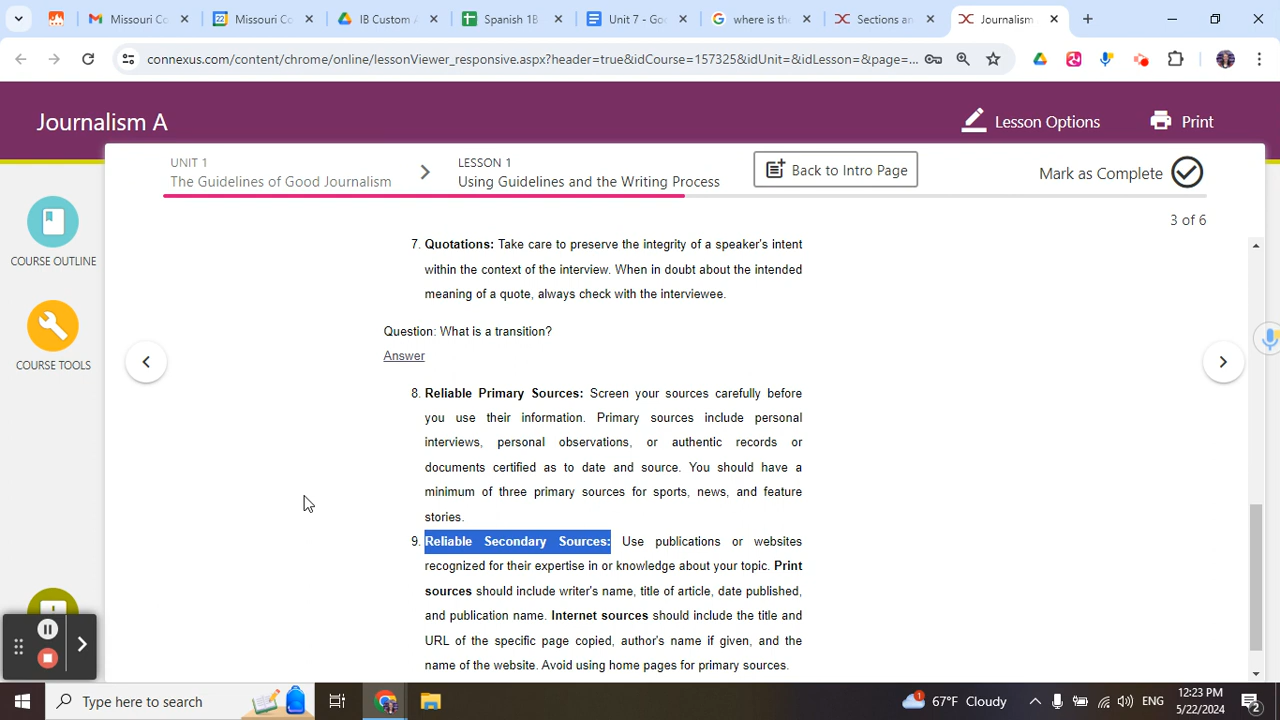 Missouri Co
Missouri Co
IB Custom
Spanish 1B
Unit 7 - Goo
where is the
Sections an
Journalism
connexus.com/content/chrome/online/lessonViewer_responsive.aspx?header=true&idCourse=157325&idUnit=&idLesson=&page=...
Journalism A
Lesson Options
Print
UNIT 1
The Guidelines of Good Journalism
LESSON 1
Using Guidelines and the Writing Process
Back to Intro Page
Mark as Complete
3 of 6
COURSE OUTLINE
COURSE TOOLS
7. Quotations: Take care to preserve the integrity of a speaker's intent
within the context of the interview. When in doubt about the intended
meaning of a quote, always check with the interviewee.
Question: What is a transition?
Answer
8. Reliable Primary Sources: Screen your sources carefully before
you use their information. Primary sources include personal
interviews, personal observations, or authentic records or
documents certified as to date and source. You should have a
minimum of three primary sources for sports, news, and feature
stories.
9. Reliable Secondary Sources: Use publications or websites
recognized for their expertise in or knowledge about your topic. Print
sources should include writer's name, title of article, date published,
and publication name. Internet sources should include the title and
URL of the specific page copied, author's name if given, and the
name of the website. Avoid using home pages for primary sources.
Type here to search
1
67°F Cloudy
ENG
12:23 PM
5/22/2024
2